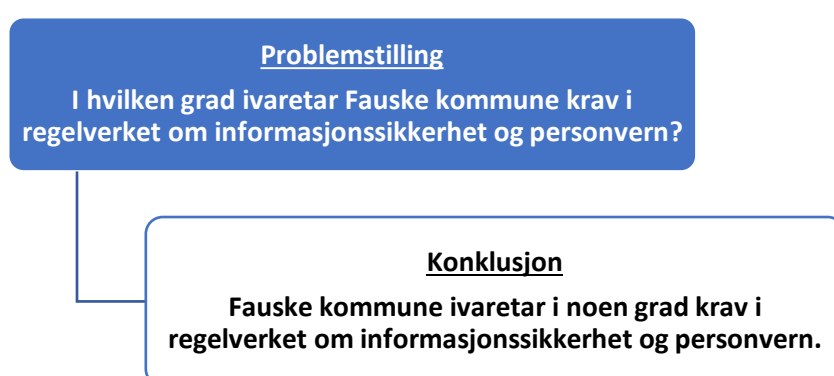 Problemstilling
I hvilken grad ivaretar Fauske kommune krav i
regelverket om informasjonssikkerhet og personvern?
Konklusjon
Fauske kommune ivaretar i noen grad krav i
regelverket om informasjonssikkerhet og personvern.